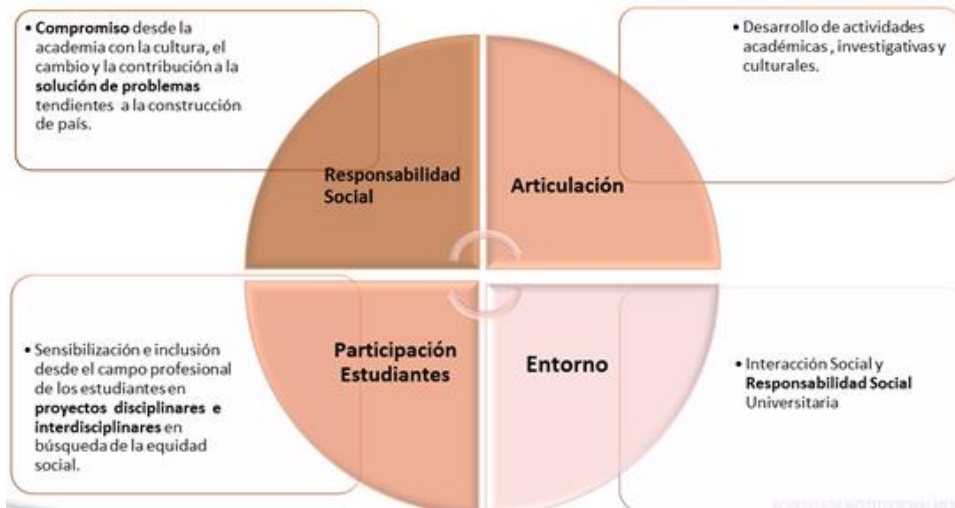 • Compromiso desde la
academia con la cultura, el
cambio y la contribución a la
solución de problemas
tendientes a la construcción
de país.
• Desarrollo de actividades
académicas , investigativas y
culturales.
Responsabilidad
Social
Articulación
Participación
Estudiantes
Entorno
• Sensibilización e inclusión
desde el campo profesional
de los estudiantes en
proyectos disciplinares e
interdisciplinares en
búsqueda de la equidad
social.
• Interacción Social y
Responsabilidad Social
Universitaria